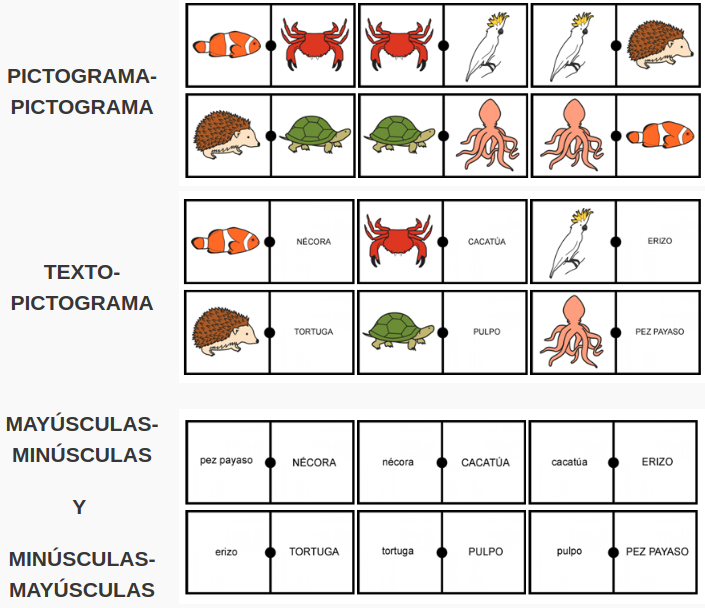 PICTOGRAMA-
PICTOGRAMA
TEXTO-
PICTOGRAMA
NÉCORA
CACATÚA
ERIZO
TORTUGA
PULPO
PEZ PAYASO
MAYÚSCULAS-
MINÚSCULAS
Y
MINÚSCULAS-
MAYÚSCULAS
pez payaso NÉCORA nécora CACATÚA cacatúa ERIZO
erizo TORTUGA tortuga PULPO pulpo PEZ PAYASO